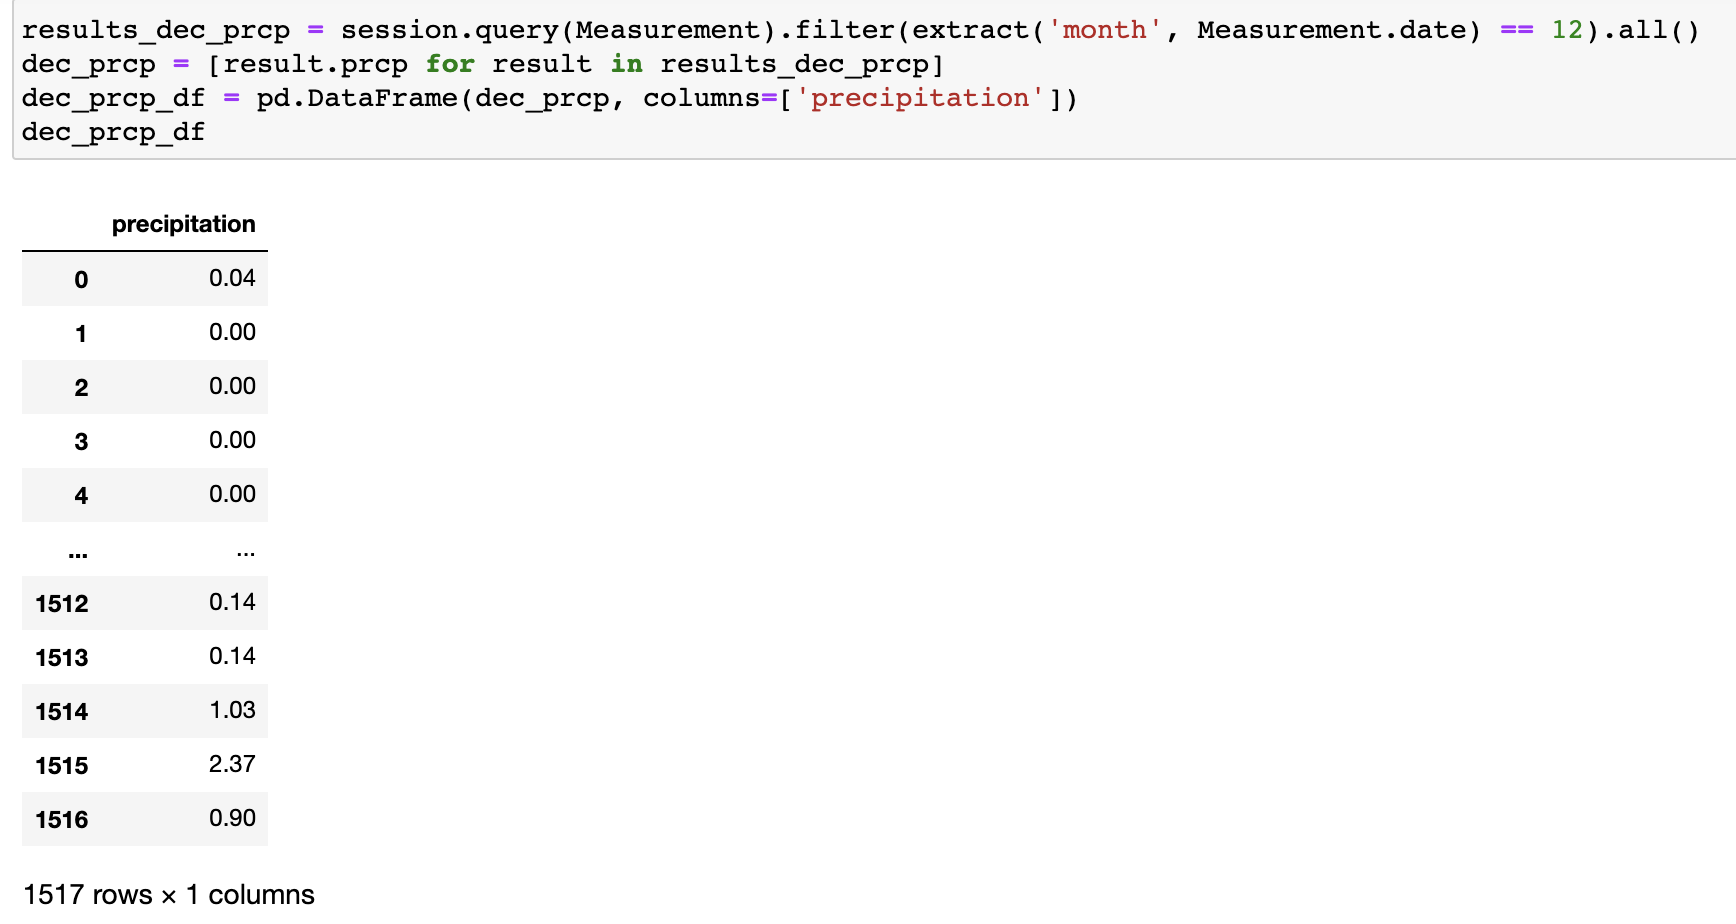 results_dec_prcp = session.query(Measurement).filter(extract('month', Measurement.date) == 12).all()
dec_prcp = [result.prcp for result in results_dec_prcp]
dec_prcp_df = pd.DataFrame(dec_prcp, columns=['precipitation'])
dec_prcp_df
precipitation
0 0.04
1 0.00
2 0.00
3 0.00
4 0.00
... ...
1512 0.14
1513 0.14
1514 1.03
1515 2.37
1516 0.90
1517 rows × 1 columns